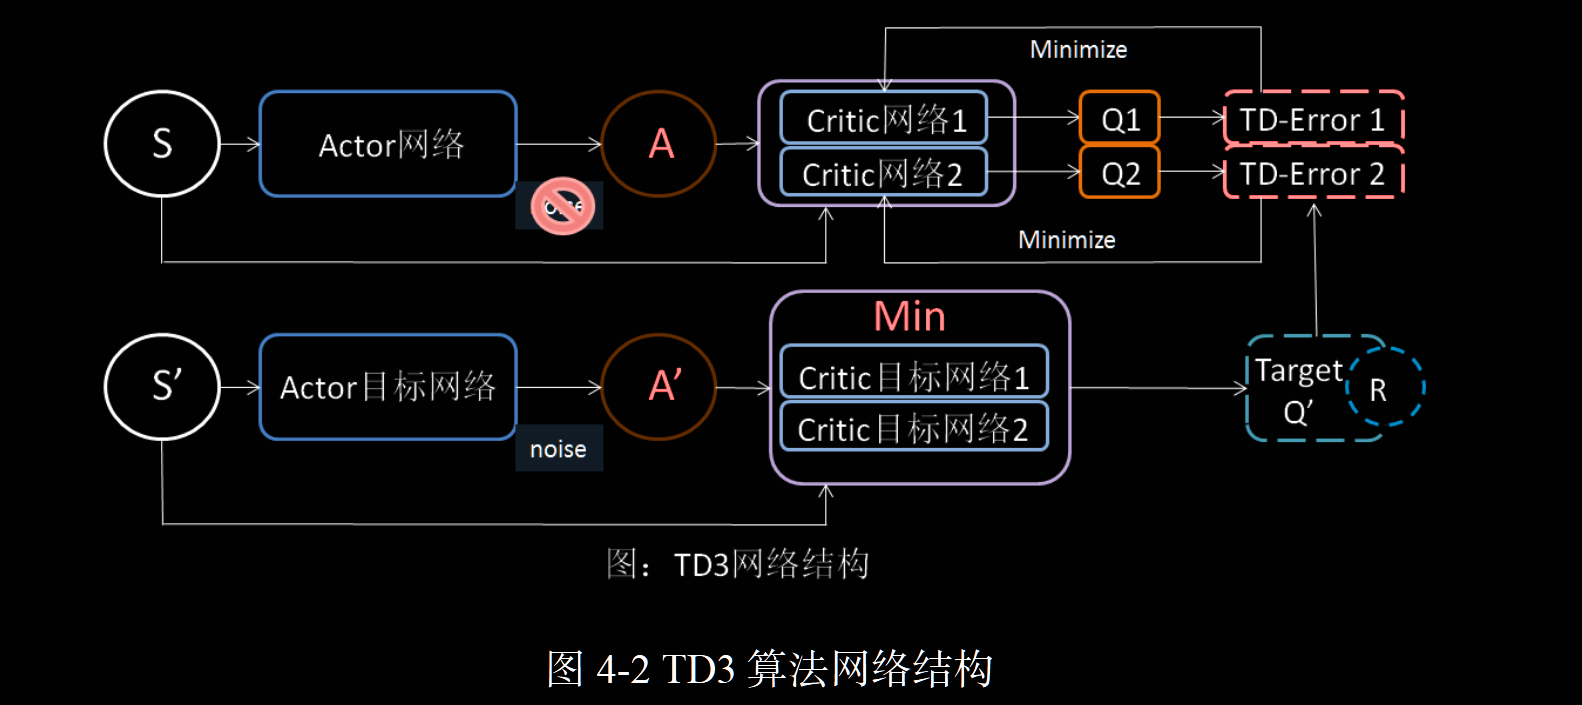 Minimize
S
Actor网络
A
Critic网络1
Q1
TD-Error 1
Critic网络2
Q2
TD-Error 2
Minimize
S’
Actor目标网络
noise
A’
Min
Critic目标网络1
Critic目标网络2
Target
Q’
R
图：TD3网络结构
图 4-2 TD3 算法网络结构